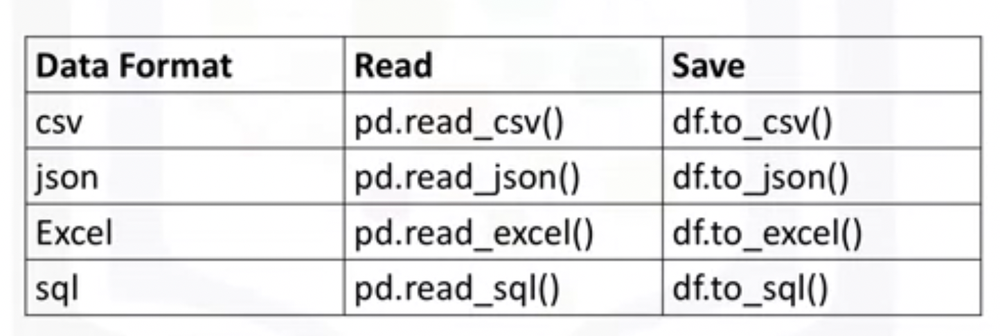 Data Format Read Save
csv pd.read_csv() df.to_csv()
json pd.read_json() df.to_json()
Excel pd.read_excel() df.to_excel()
sql pd.read_sql() df.to_sql()